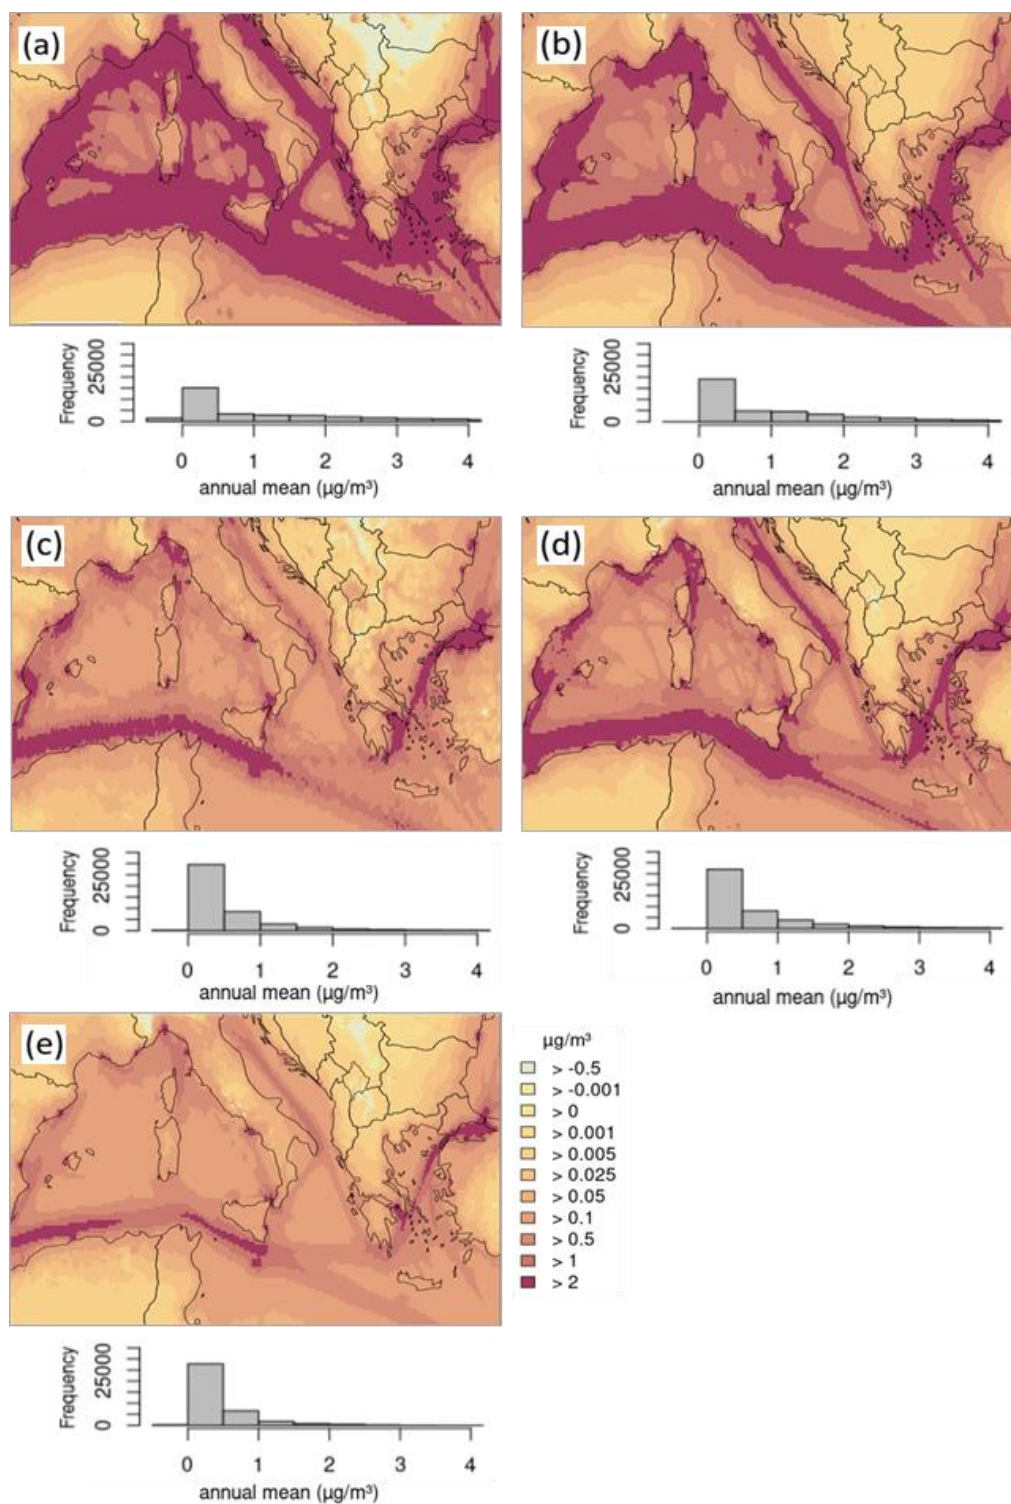 (a)
(b)
Frequency
0 25000
0 1 2 3 4
annual mean (µg/m³)
Frequency
0 25000
0 1 2 3 4
annual mean (µg/m³)
(c)
(d)
Frequency
0 25000
0 1 2 3 4
annual mean (µg/m³)
Frequency
0 25000
0 1 2 3 4
annual mean (µg/m³)
(e)
µg/m³
> -0.5
> -0.001
> 0
> 0.001
> 0.005
> 0.025
> 0.05
> 0.1
> 0.5
> 1
> 2
Frequency
0 25000
0 1 2 3 4
annual mean (µg/m³)